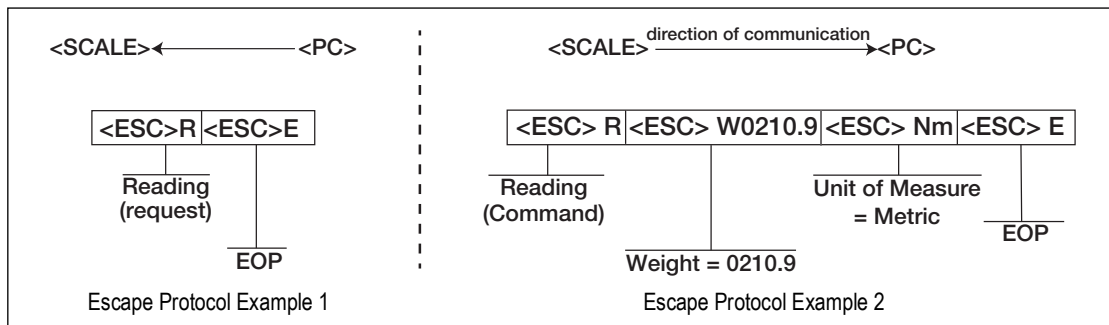 <SCALE> <PC>
<ESC>R <ESC>E
Reading
(request)
EOP
Escape Protocol Example 1
<SCALE> direction of communication <PC>
<ESC> R <ESC> W0210.9 <ESC> Nm <ESC> E
Reading
(Command)
Weight = 0210.9
Unit of Measure
= Metric
EOP
Escape Protocol Example 2